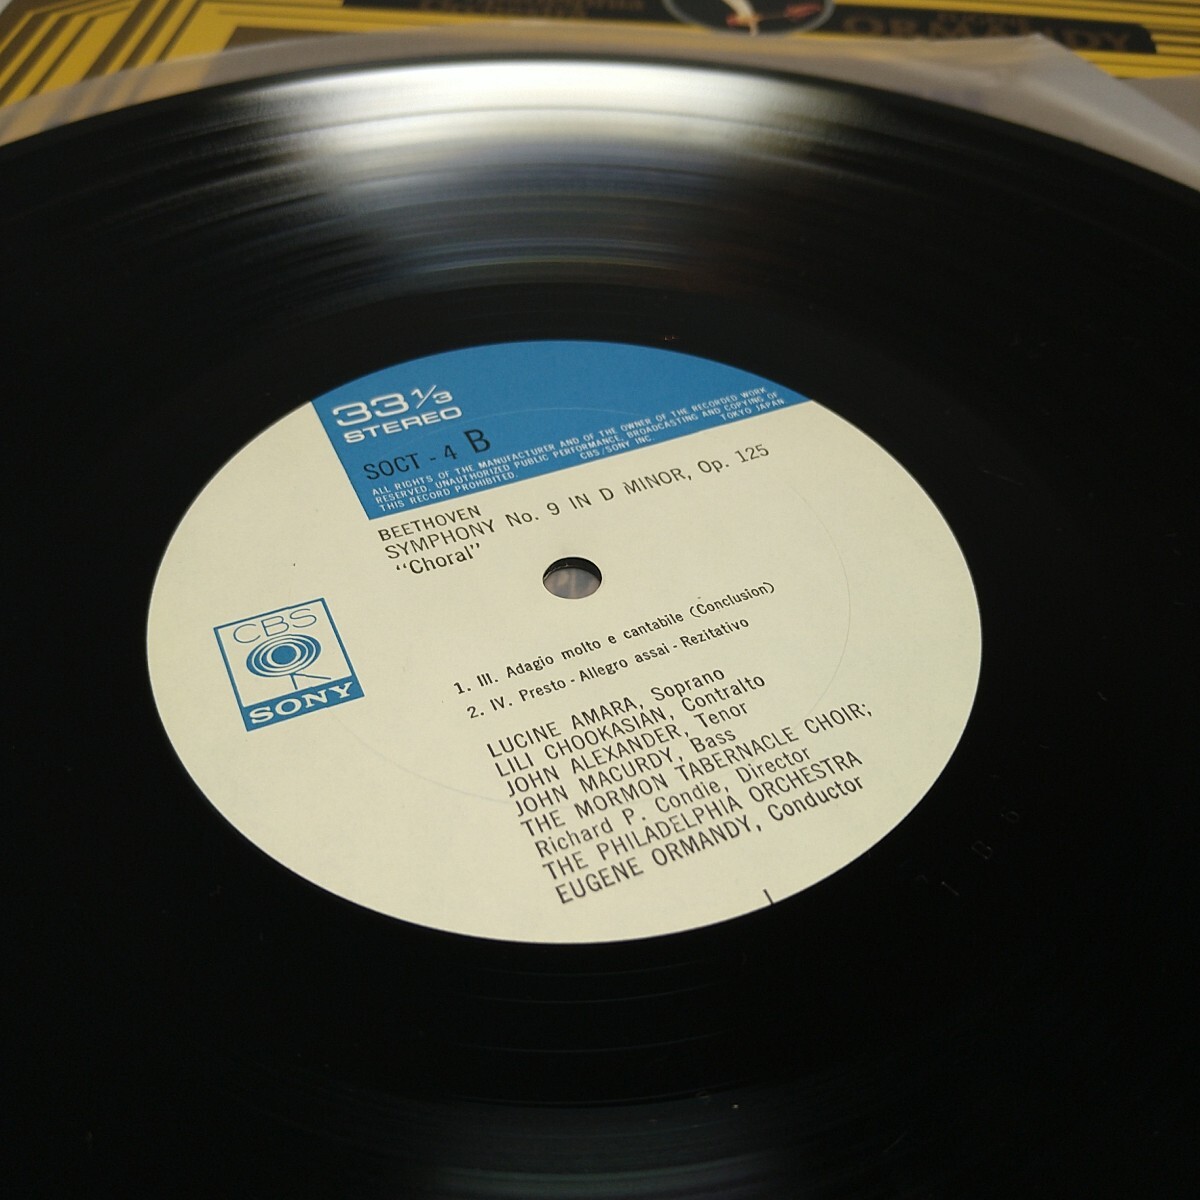 ORMANDY
33 1/3
STEREO
SOCT - 4 B
ALL RIGHTS OF THE MANUFACTURER AND OF THE OWNER OF THE RECORDED WORK
RESERVED. UNAUTHORIZED PUBLIC PERFORMANCE, BROADCASTING AND COPYING OF
THIS RECORD PROHIBITED. CBS/SONY INC. TOKYO JAPAN
BEETHOVEN
SYMPHONY No. 9 IN D MINOR, Op. 125
“Choral”
CBS
SONY
1. III. Adagio molto e cantabile (Conclusion)
2. IV. Presto - Allegro assai - Rezitativo
LUCINE AMARA, Soprano
LILI CHOOKASIAN, Contralto
JOHN ALEXANDER, Tenor
JOHN MACURDY, Bass
THE MORMON TABERNACLE CHOIR;
Richard P. Condie, Director
THE PHILADELPHIA ORCHESTRA
EUGENE ORMANDY, Conductor